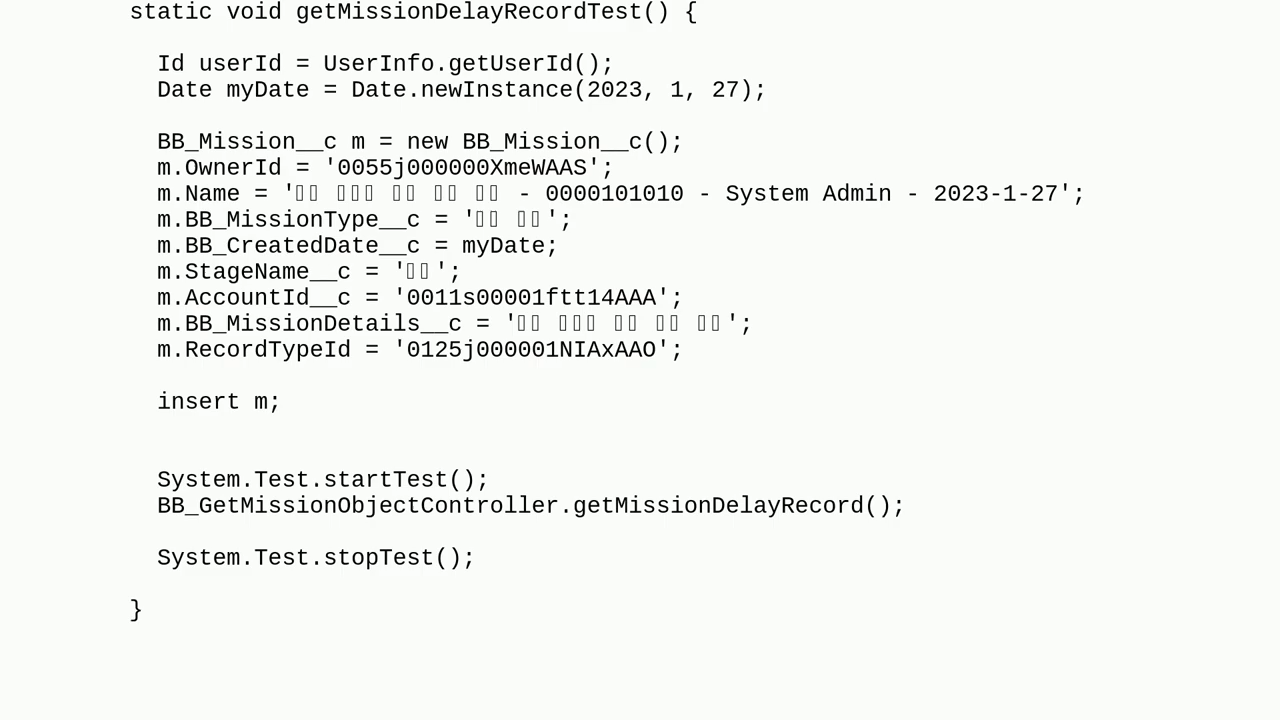 static void getMissionDelayRecordTest() {
Id userId = UserInfo.getUserId();
Date myDate = Date.newInstance(2023, 1, 27);
BB_Mission__c m = new BB_Mission__c();
m.OwnerId = '0055j000000XmeWAAS';
m.Name = ' - 0000101010 - System Admin - 2023-1-27';
m.BB_MissionType__c = '';
m.BB_CreatedDate__c = myDate;
m.StageName__c = '';
m.AccountId__c = '0011s00001ftt14AAA';
m.BB_MissionDetails__c = '';
m.RecordTypeId = '0125j000001NIAxAAO';
insert m;
System.Test.startTest();
BB_GetMissionObjectController.getMissionDelayRecord();
System.Test.stopTest();
}